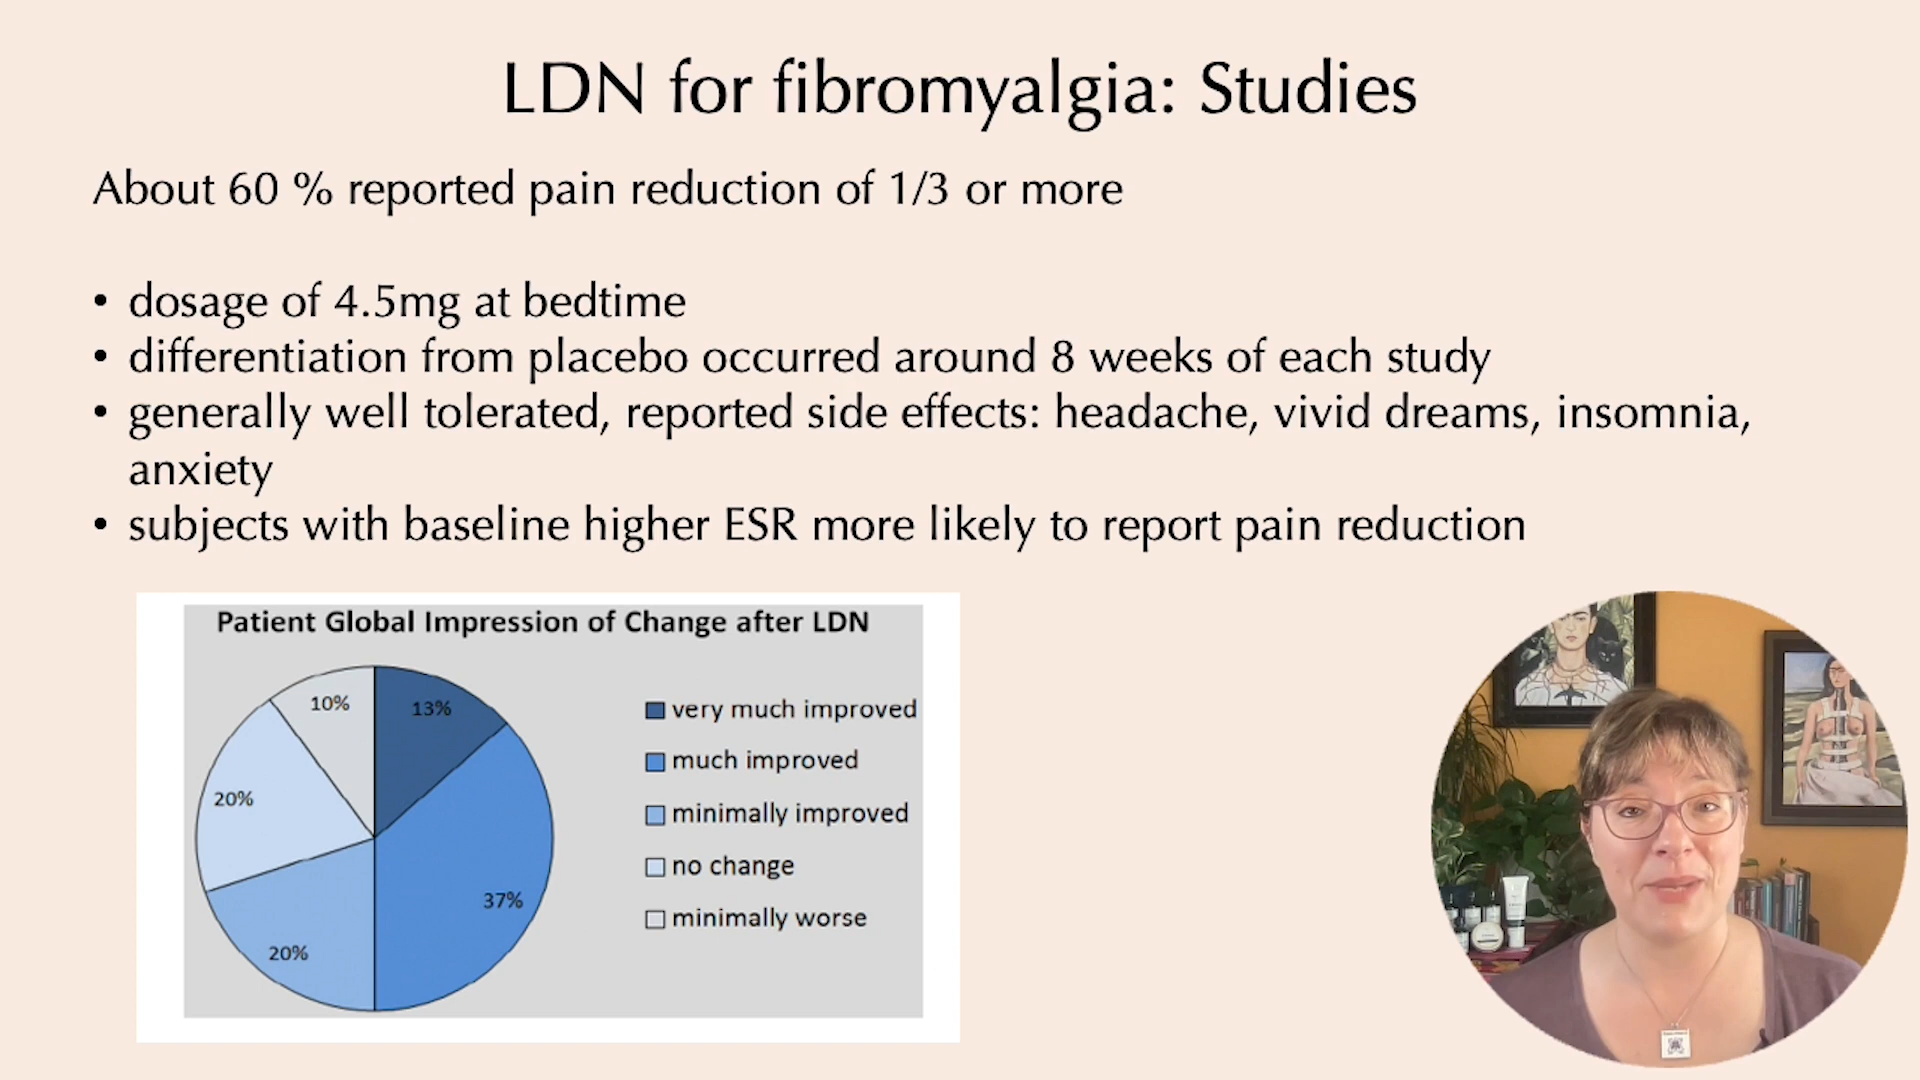 LDN for fibromyalgia: Studies
About 60 % reported pain reduction of 1/3 or more
• dosage of 4.5mg at bedtime
• differentiation from placebo occurred around 8 weeks of each study
• generally well tolerated, reported side effects: headache, vivid dreams, insomnia,
anxiety
• subjects with baseline higher ESR more likely to report pain reduction
Patient Global Impression of Change after LDN
10%
13%
20%
37%
20%
very much improved
much improved
minimally improved
no change
minimally worse